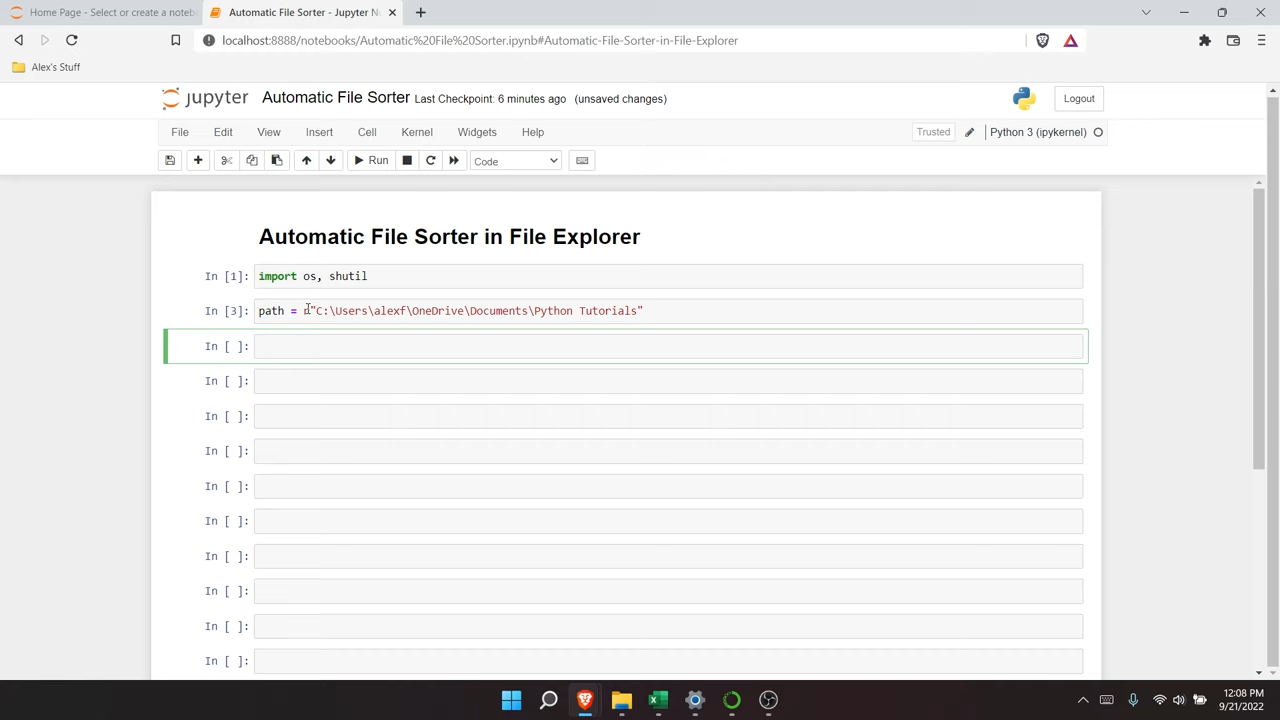 Home Page - Select or create a noteb
Automatic File Sorter - Jupyter N
localhost:8888/notebooks/Automatic%20File%20Sorter.ipynb#Automatic-File-Sorter-in-File-Explorer
Alex's Stuff
jupyter Automatic File Sorter Last Checkpoint: 6 minutes ago (unsaved changes)
Logout
File Edit View Insert Cell Kernel Widgets Help
Trusted Python 3 (ipykernel)
Run Code
Automatic File Sorter in File Explorer
In [1]: import os, shutil
In [3]: path = r"C:\Users\alexf\OneDrive\Documents\Python Tutorials"
In [ ]:
In [ ]:
In [ ]:
In [ ]:
In [ ]:
In [ ]:
In [ ]:
In [ ]:
In [ ]:
In [ ]:
12:08 PM
9/21/2022